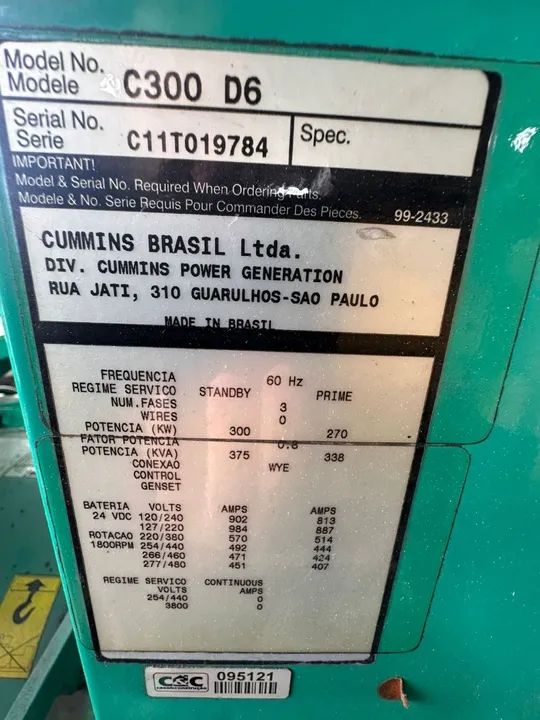 Model No. C300 D6
Modele
Serial No. C11T019784 Spec.
Serie
IMPORTANT!
Model & Serial No. Required When Ordering Parts.
Modele & No. Serie Requis Pour Commander Des Pieces. 99-2433
CUMMINS BRASIL Ltda.
DIV. CUMMINS POWER GENERATION
RUA JATI, 310 GUARULHOS-SAO PAULO
MADE IN BRASIL
FREQUENCIA 60 Hz
REGIME SERVICO STANDBY PRIME
NUM.FASES 3
WIRES 0
POTENCIA (KW) 300 270
FATOR POTENCIA 0.8
POTENCIA (KVA) 375 338
CONEXAO WYE
CONTROL
GENSET
BATERIA VOLTS AMPS AMPS
24 VDC 120/240 902 813
127/220 984 887
ROTACAO 220/380 570 514
1800RPM 254/440 492 444
266/460 471 424
277/480 451 407
REGIME SERVICO CONTINUOUS
VOLTS AMPS
254/440 0
3800 0
C&C 095121
casa&construção